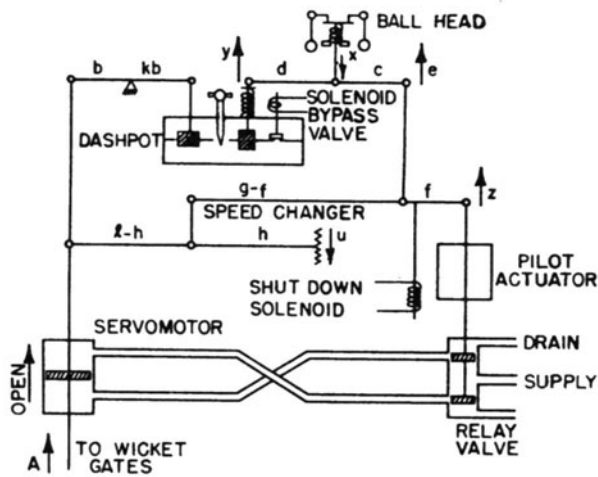 BALL HEAD
y
x
b
kb
d
c
e
SOLENOID
BYPASS
VALVE
DASHPOT
g-f
f
z
SPEED CHANGER
ℓ-h
h
u
PILOT
ACTUATOR
SHUT DOWN
SOLENOID
SERVOMOTOR
DRAIN
OPEN
SUPPLY
RELAY
VALVE
A
TO WICKET
GATES